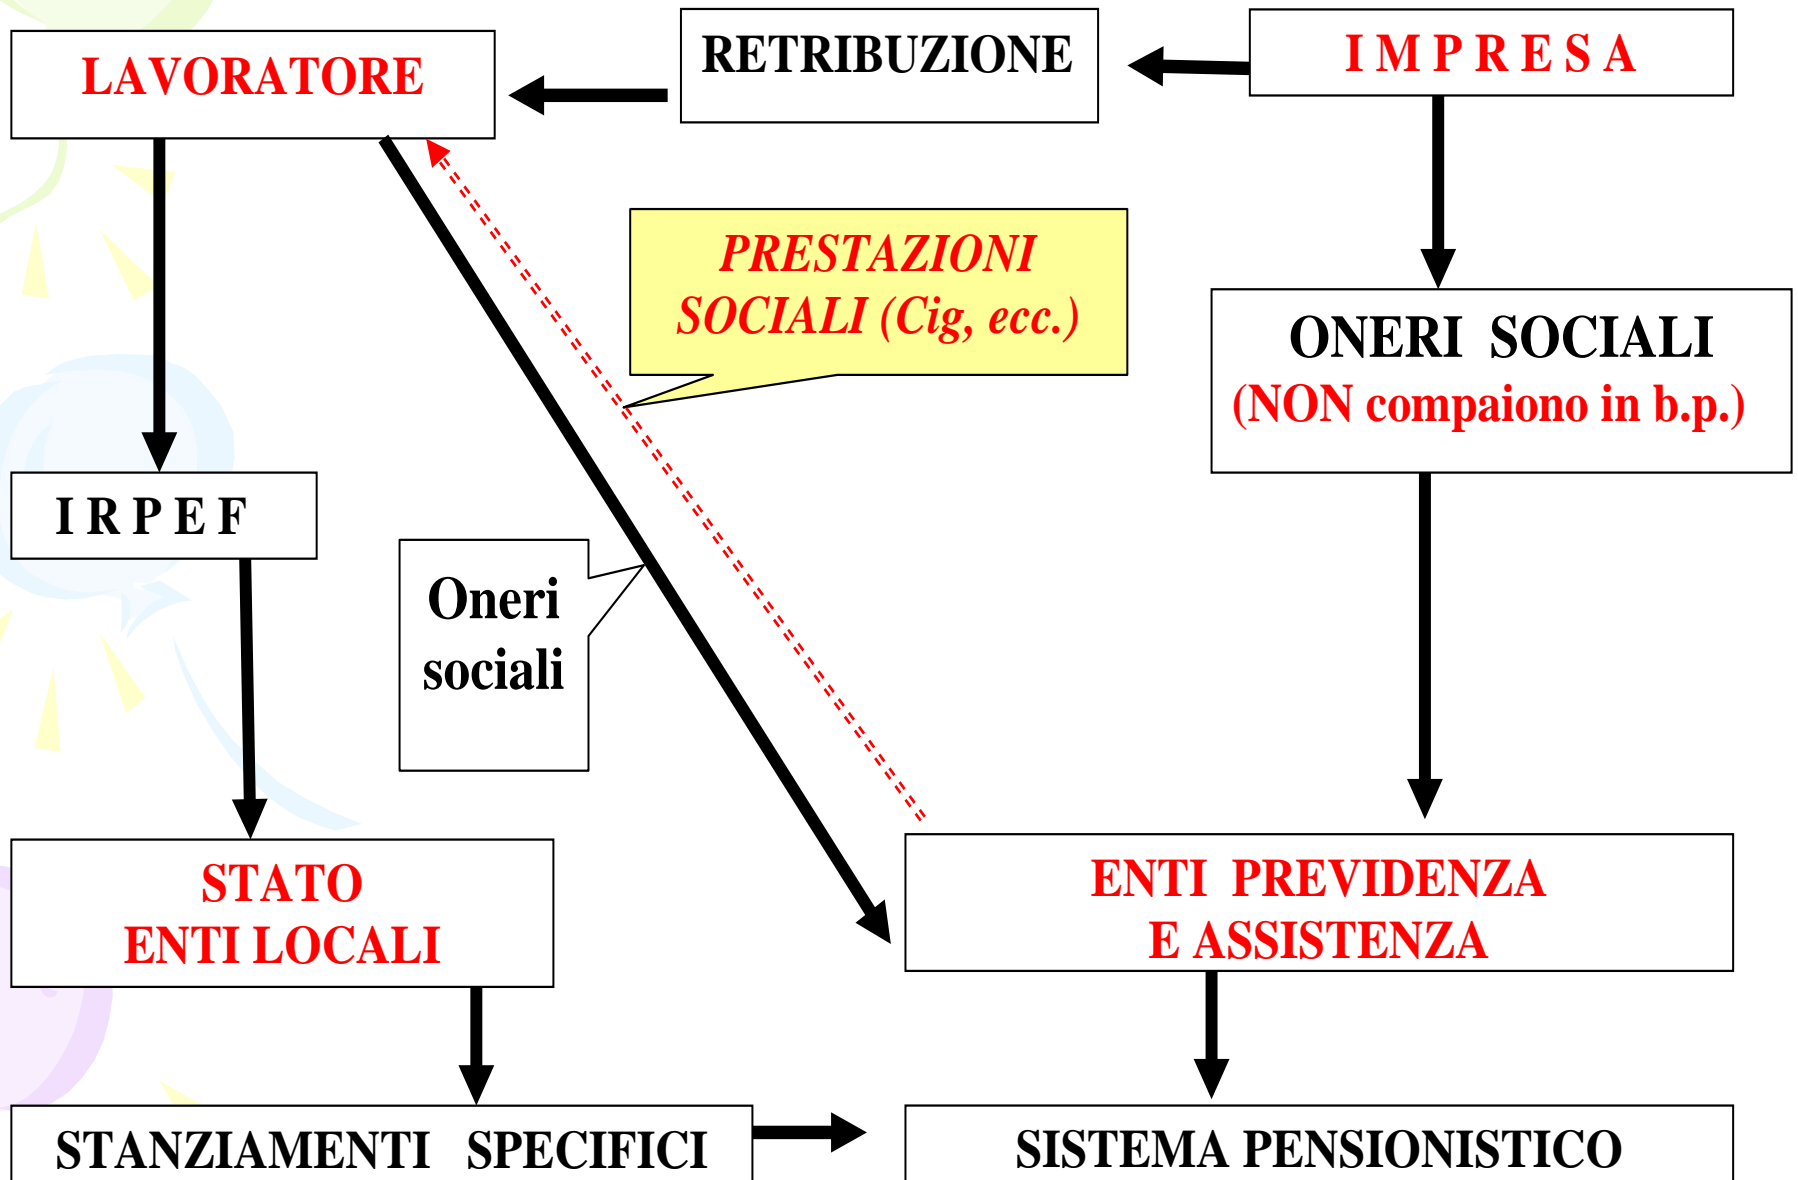 LAVORATORE
RETRIBUZIONE
I M P R E S A
PRESTAZIONI
SOCIALI (Cig, ecc.)
ONERI SOCIALI
(NON compaiono in b.p.)
I R P E F
Oneri
sociali
STATO
ENTI LOCALI
ENTI PREVIDENZA
E ASSISTENZA
STANZIAMENTI SPECIFICI
SISTEMA PENSIONISTICO